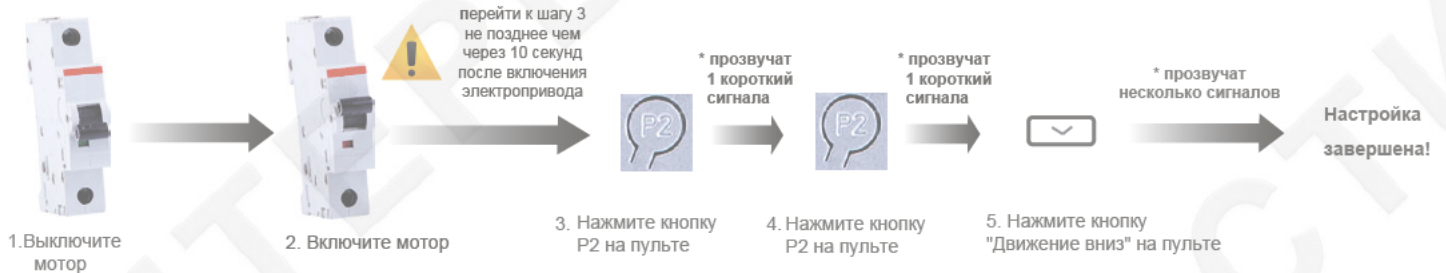 перейти к шагу 3
не позднее чем
через 10 секунд
после включения
электропривода
* прозвучат
1 короткий
сигнала
* прозвучат
1 короткий
сигнала
* прозвучат
несколько сигналов
P2
P2
Настройка
завершена!
1.Выключите
мотор
2. Включите мотор
3. Нажмите кнопку
P2 на пульте
4. Нажмите кнопку
P2 на пульте
5. Нажмите кнопку
"Движение вниз" на пульте